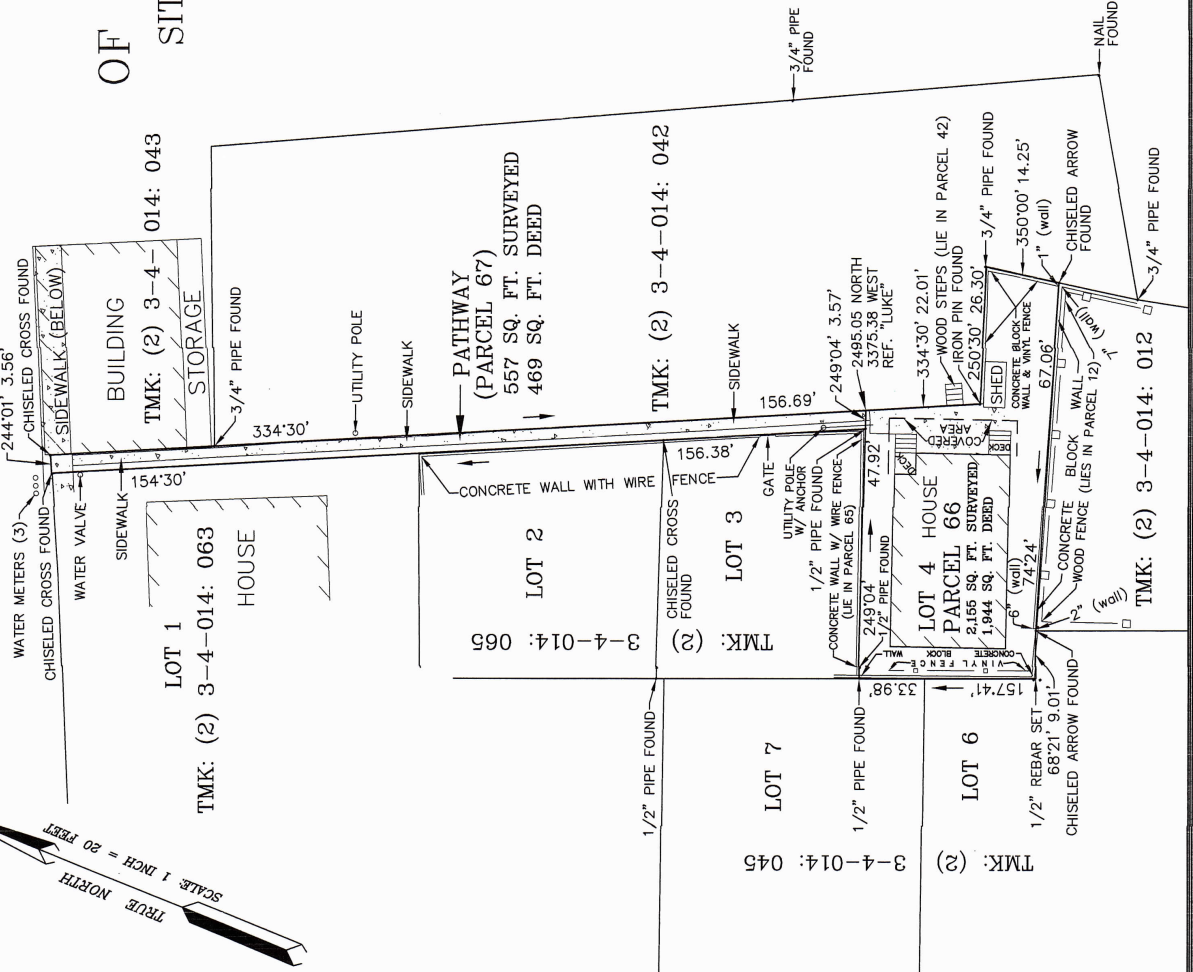 OF
SIT
244°01' 3.56'
WATER METERS (3)
CHISELED CROSS FOUND
CHISELED CROSS FOUND
SIDEWALK (BELOW)
BUILDING
TMK: (2) 3-4-014: 043
STORAGE
3/4" PIPE FOUND
WATER VALVE
SIDEWALK
154°30'
334°30'
UTILITY POLE
SIDEWALK
LOT 1
TMK: (2) 3-4-014: 063
HOUSE
PATHWAY
(PARCEL 67)
557 SQ. FT. SURVEYED
469 SQ. FT. DEED
3/4" PIPE
FOUND
NAIL
FOUND
TMK: (2) 3-4-014: 042
CONCRETE WALL WITH WIRE FENCE
LOT 2
156.38'
156.69'
SIDEWALK
CHISELED CROSS
FOUND
GATE
LOT 3
TMK: (2) 3-4-014: 065
UTILITY POLE
W/ ANCHOR
1/2" PIPE FOUND
CONCRETE WALL W/ WIRE FENCE
(LIE IN PARCEL 65)
249°04' 3.57'
2495.05 NORTH
3375.38 WEST
REF. "LUKE"
334°30' 22.01'
WOOD STEPS (LIE IN PARCEL 42)
IRON PIN FOUND
250°30' 26.30'
3/4" PIPE FOUND
350°00' 14.25'
1" (wall)
CHISELED ARROW
FOUND
3/4" PIPE FOUND
249°04'
47.92'
1/2" PIPE FOUND
DECK
COVERED
AREA
DECK
SHED
CONCRETE BLOCK
WALL & VINYL FENCE
LOT 4 HOUSE
PARCEL 66
2,155 SQ. FT. SURVEYED
1,944 SQ. FT. DEED
67.06'
7" (wall)
74°24'
6" (wall)
2" (wall)
CONCRETE BLOCK WALL
WOOD FENCE (LIES IN PARCEL 12)
TMK: (2) 3-4-014: 012
CONCRETE BLOCK WALL
VINYL FENCE
33.98'
157°41'
1/2" PIPE FOUND
LOT 7
1/2" PIPE FOUND
LOT 6
TMK: (2) 3-4-014: 045
1/2" REBAR SET
68°21' 9.01'
CHISELED ARROW FOUND
TRUE NORTH
SCALE: 1 INCH = 20 FEET